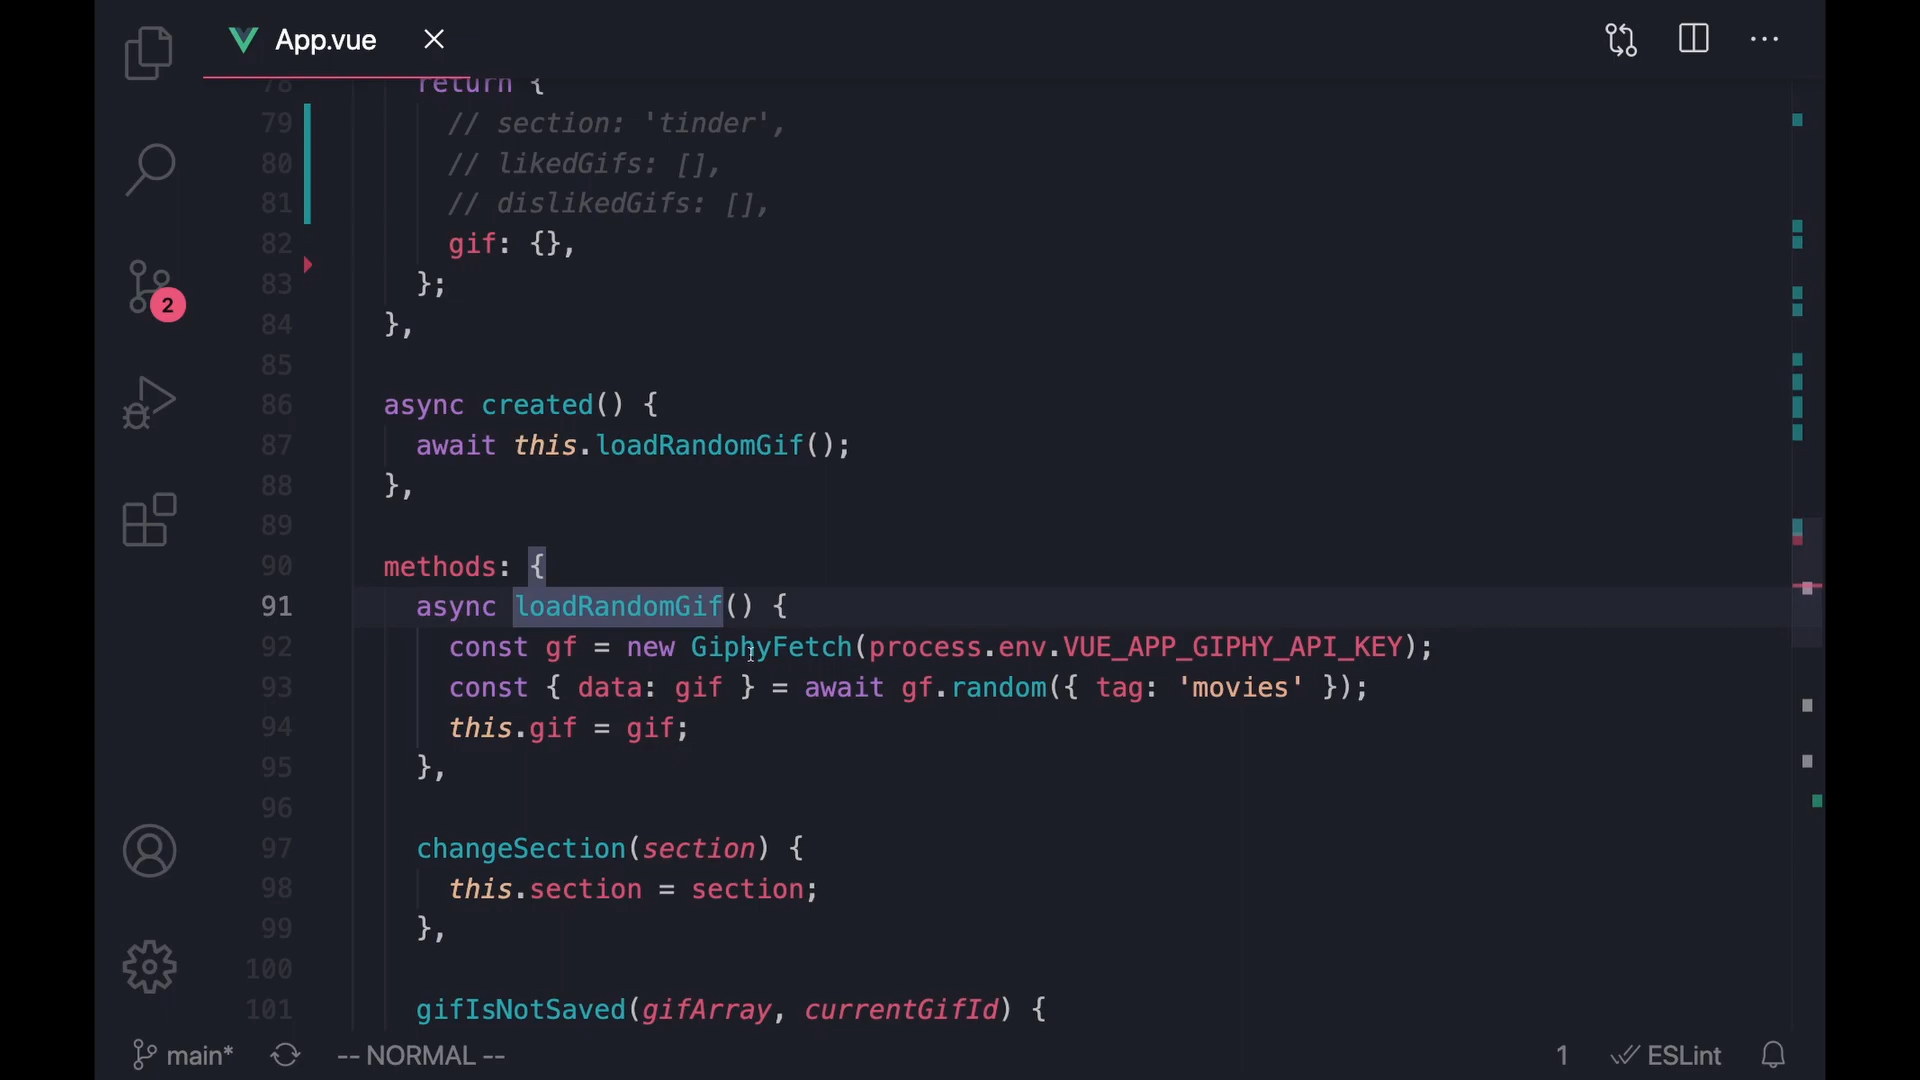 App.vue
78 return {
79 // section: 'tinder',
80 // likedGifs: [],
81 // dislikedGifs: [],
82 gif: {},
83 };
84 },
85
86 async created() {
87 await this.loadRandomGif();
88 },
89
90 methods: {
91 async loadRandomGif() {
92 const gf = new GiphyFetch(process.env.VUE_APP_GIPHY_API_KEY);
93 const { data: gif } = await gf.random({ tag: 'movies' });
94 this.gif = gif;
95 },
96
97 changeSection(section) {
98 this.section = section;
99 },
100
101 gifIsNotSaved(gifArray, currentGifId) {
2
main* -- NORMAL -- 1 ESLint